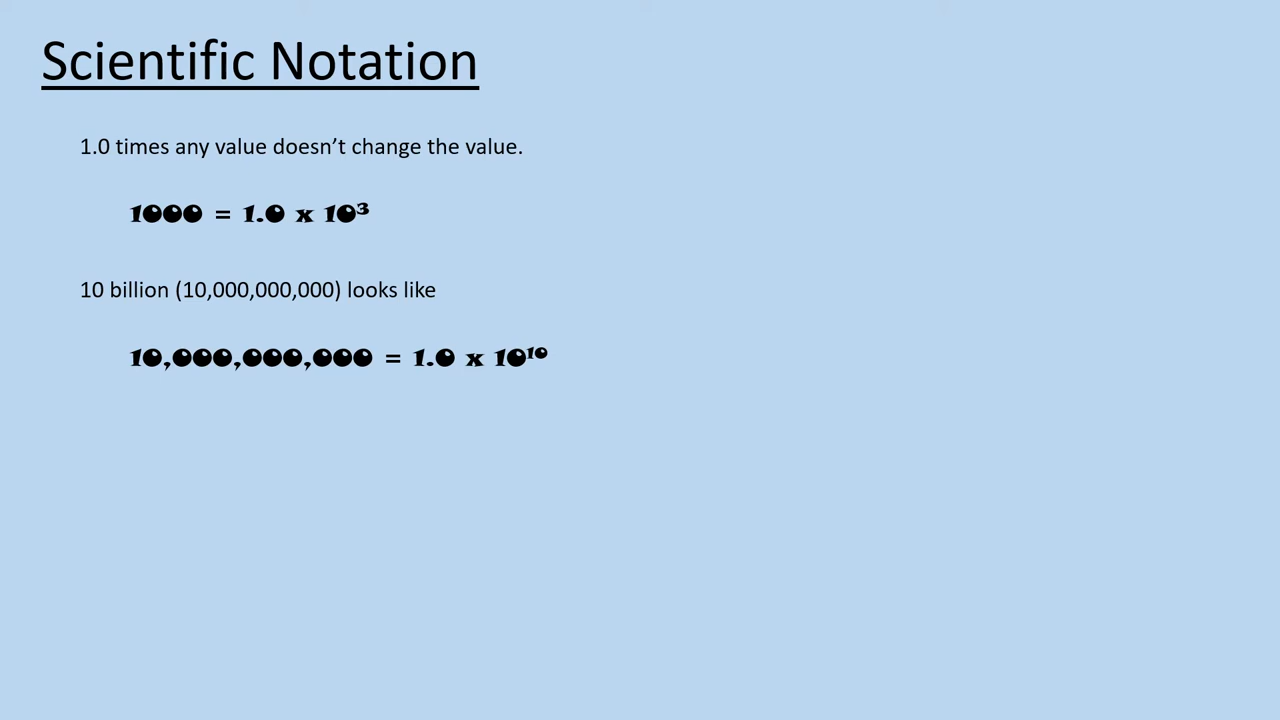 Scientific Notation
1.0 times any value doesn’t change the value.
1000 = 1.0 x 10³
10 billion (10,000,000,000) looks like
10,000,000,000 = 1.0 x 10¹⁰